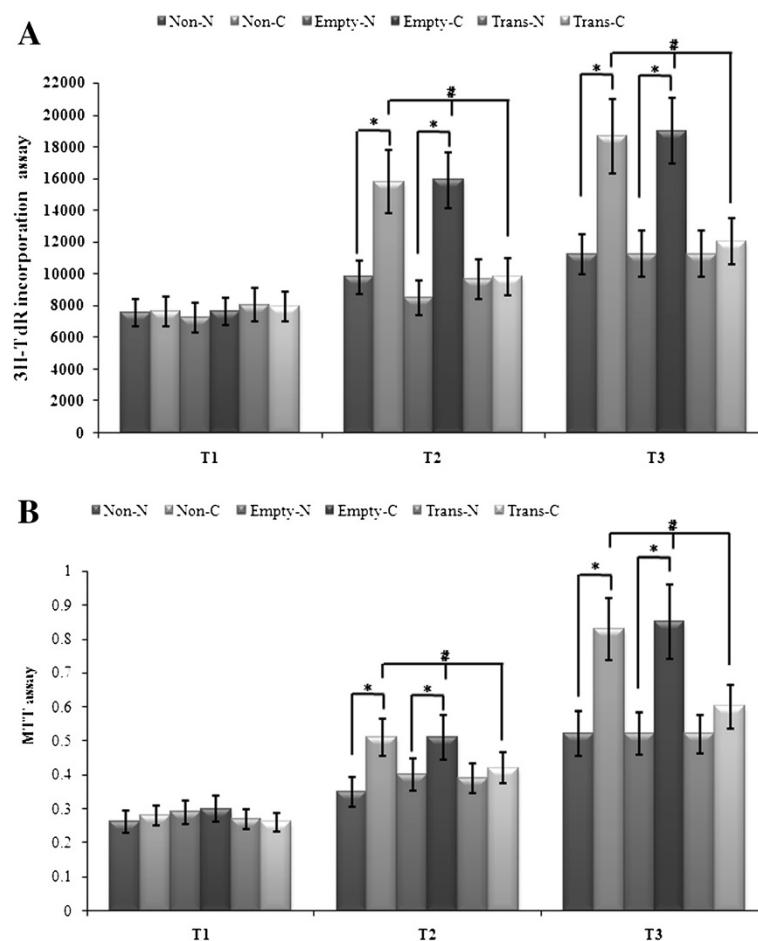 A
Non-N Non-C Empty-N Empty-C Trans-N Trans-C
3H-TdR incorporation assay
22000
20000
18000
16000
14000
12000
10000
8000
6000
4000
2000
0
* * #
* * #
T1 T2 T3
B
Non-N Non-C Empty-N Empty-C Trans-N Trans-C
MTT assay
1
0.9
0.8
0.7
0.6
0.5
0.4
0.3
0.2
0.1
0
* * #
* * #
T1 T2 T3